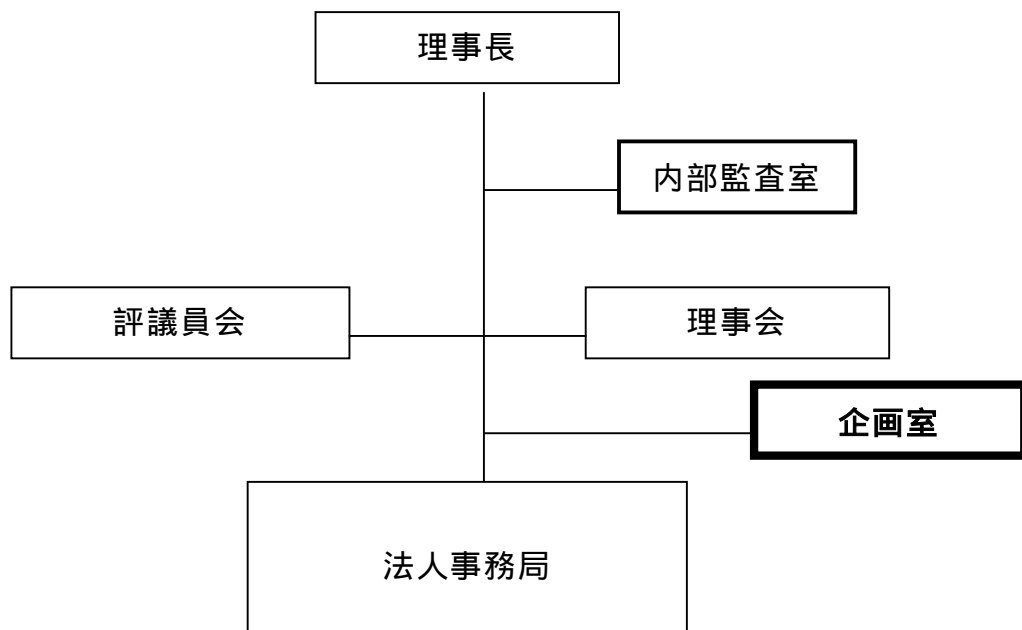 理事長
内部監査室
評議員会
理事会
企画室
法人事務局